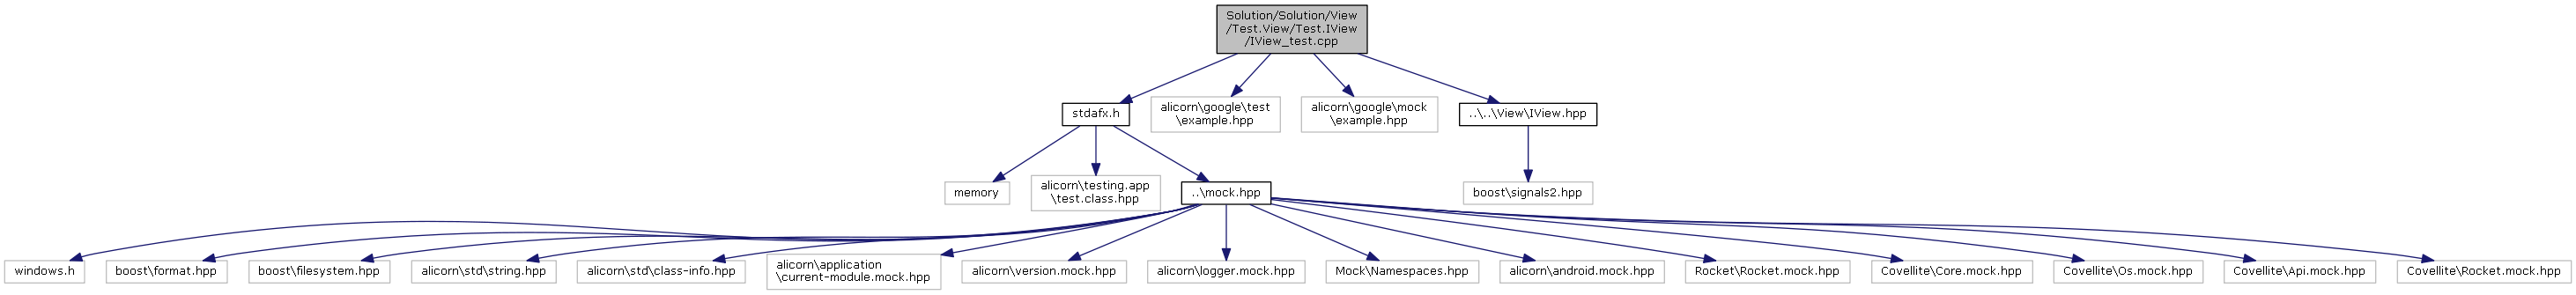 Solution/Solution/View
/Test.View/Test.IView
/IView_test.cpp
stdafx.h
alicorn\google\test
\example.hpp
alicorn\google\mock
\example.hpp
..\..\View\IView.hpp
memory
alicorn\testing.app
\test.class.hpp
..\mock.hpp
boost\signals2.hpp
windows.h
boost\format.hpp
boost\filesystem.hpp
alicorn\std\string.hpp
alicorn\std\class-info.hpp
alicorn\application
\current-module.mock.hpp
alicorn\version.mock.hpp
alicorn\logger.mock.hpp
Mock\Namespaces.hpp
alicorn\android.mock.hpp
Rocket\Rocket.mock.hpp
Covellite\Core.mock.hpp
Covellite\Os.mock.hpp
Covellite\Api.mock.hpp
Covellite\Rocket.mock.hpp